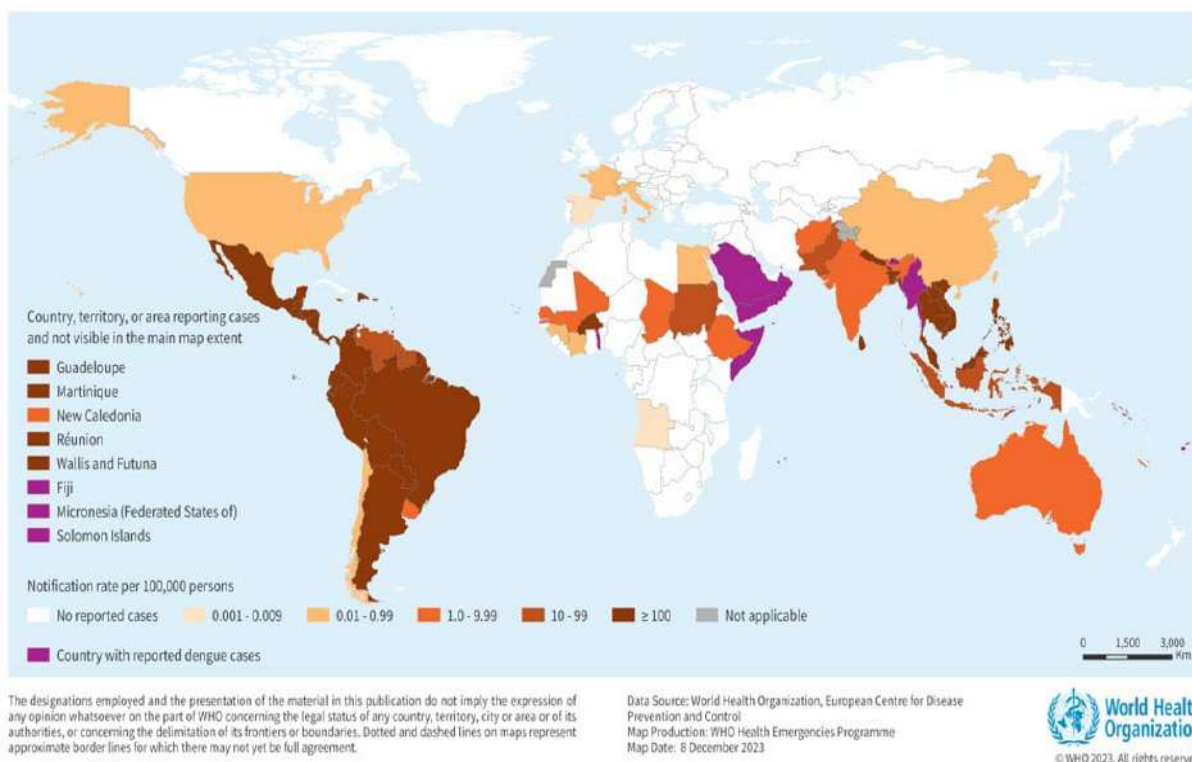 Country, territory, or area reporting cases
and not visible in the main map extent
Guadeloupe
Martinique
New Caledonia
Réunion
Wallis and Futuna
Fiji
Micronesia (Federated States of)
Solomon Islands
Notification rate per 100,000 persons
No reported cases
0.001 - 0.009
0.01 - 0.99
1.0 - 9.99
10 - 99
≥ 100
Not applicable
Country with reported dengue cases
0 1,500 3,000
Km
The designations employed and the presentation of the material in this publication do not imply the expression of
any opinion whatsoever on the part of WHO concerning the legal status of any country, territory, city or area or of its
authorities, or concerning the delimitation of its frontiers or boundaries. Dotted and dashed lines on maps represent
approximate border lines for which there may not yet be full agreement.
Data Source: World Health Organization, European Centre for Disease
Prevention and Control
Map Production: WHO Health Emergencies Programme
Map Date: 8 December 2023
World Healt
Organizatio
© WHO 2023. All rights reserve